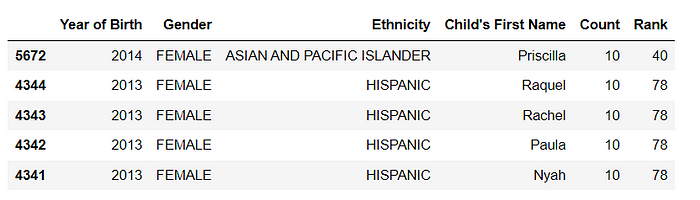 Year of Birth Gender Ethnicity Child's First Name Count Rank
5672 2014 FEMALE ASIAN AND PACIFIC ISLANDER Priscilla 10 40
4344 2013 FEMALE HISPANIC Raquel 10 78
4343 2013 FEMALE HISPANIC Rachel 10 78
4342 2013 FEMALE HISPANIC Paula 10 78
4341 2013 FEMALE HISPANIC Nyah 10 78